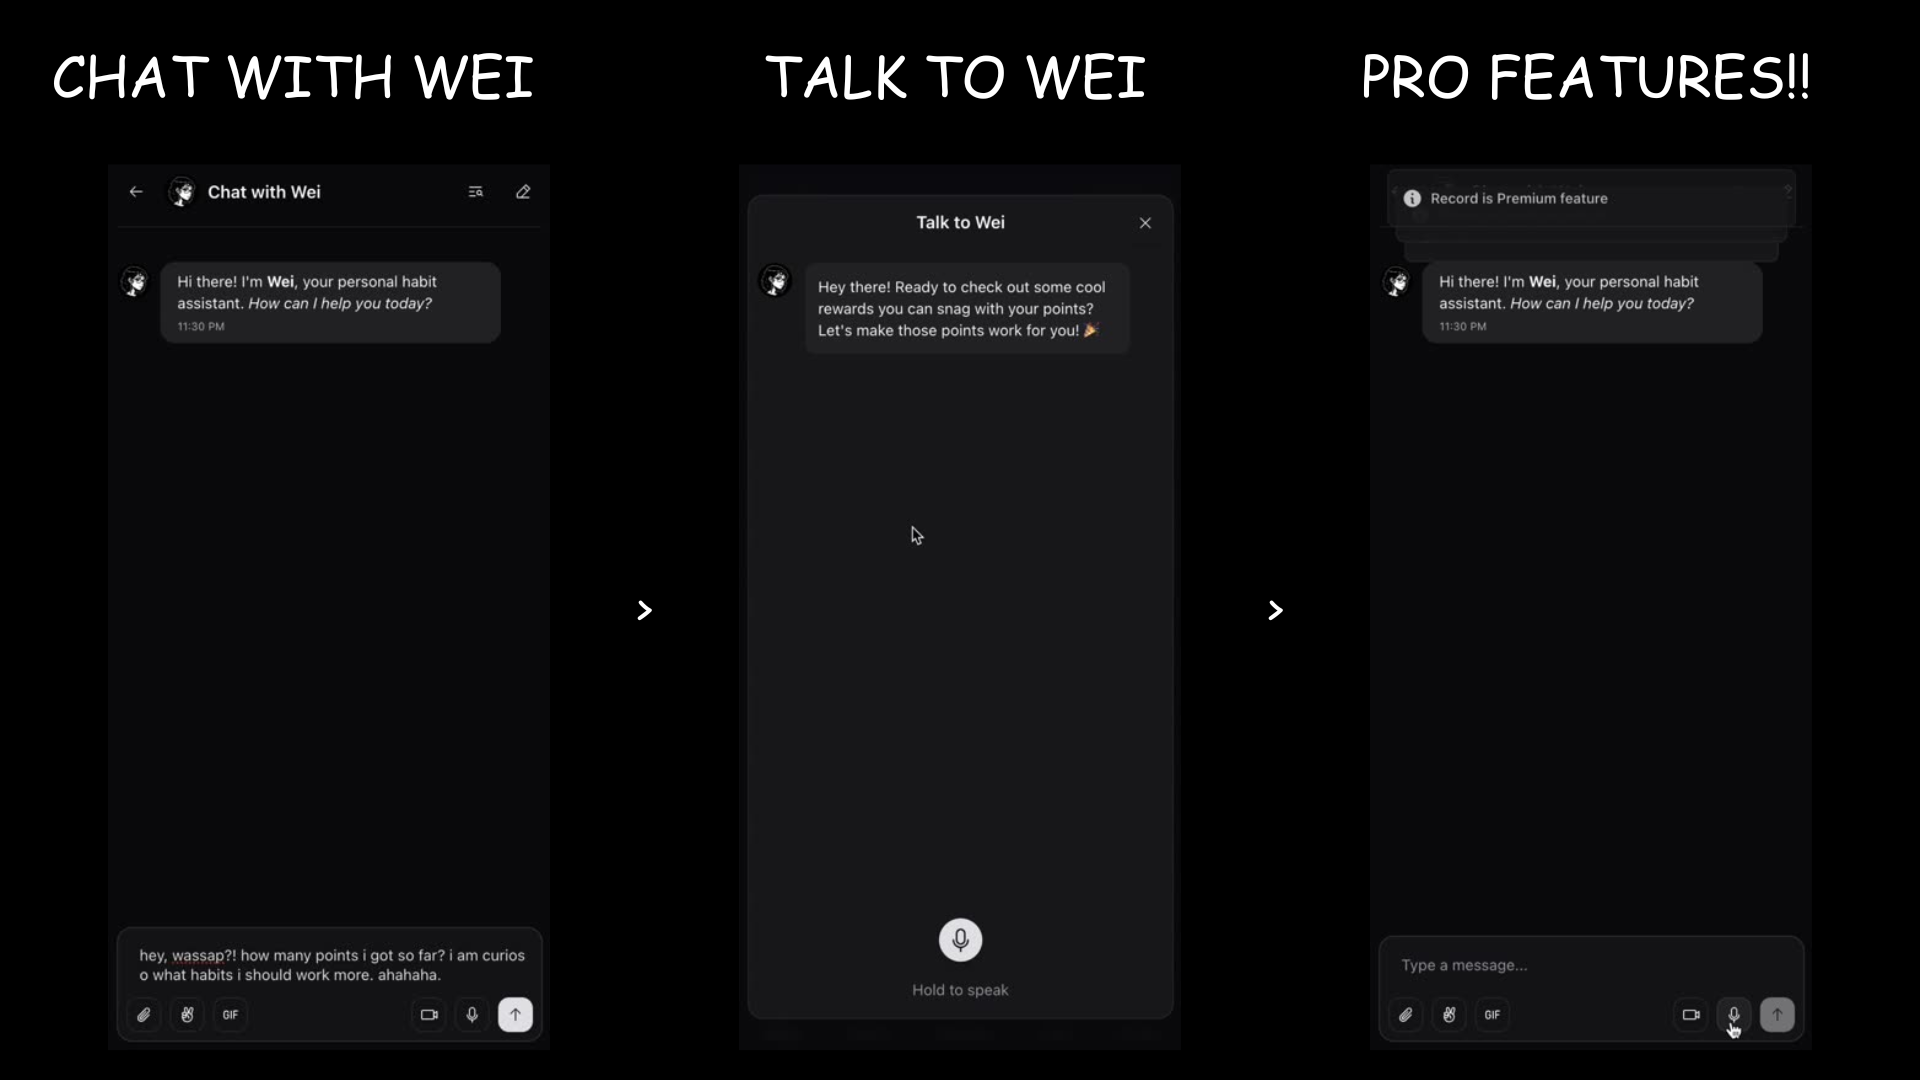 CHAT WITH WEI
TALK TO WEI
PRO FEATURES!!
Chat with Wei
Hi there! I'm Wei, your personal habit
assistant. How can I help you today?
11:30 PM
hey, wassap?! how many points i got so far? i am curios
o what habits i should work more. ahahaha.
GIF
>
Talk to Wei
Hey there! Ready to check out some cool
rewards you can snag with your points?
Let's make those points work for you! 🎉
Hold to speak
>
Record is Premium feature
Hi there! I'm Wei, your personal habit
assistant. How can I help you today?
11:30 PM
Type a message...
GIF